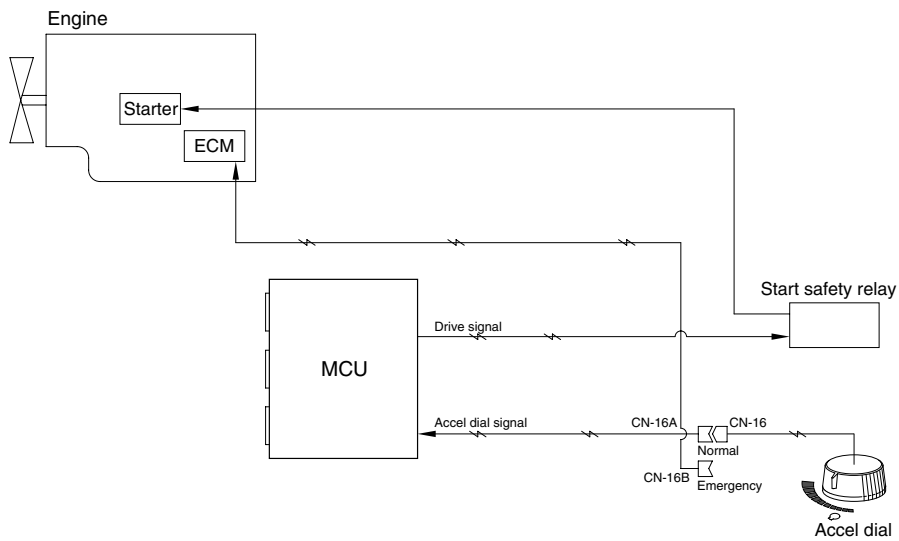 Engine
Starter
ECM
Start safety relay
Drive signal
MCU
Accel dial signal
CN-16A
CN-16
Normal
CN-16B
Emergency
Accel dial